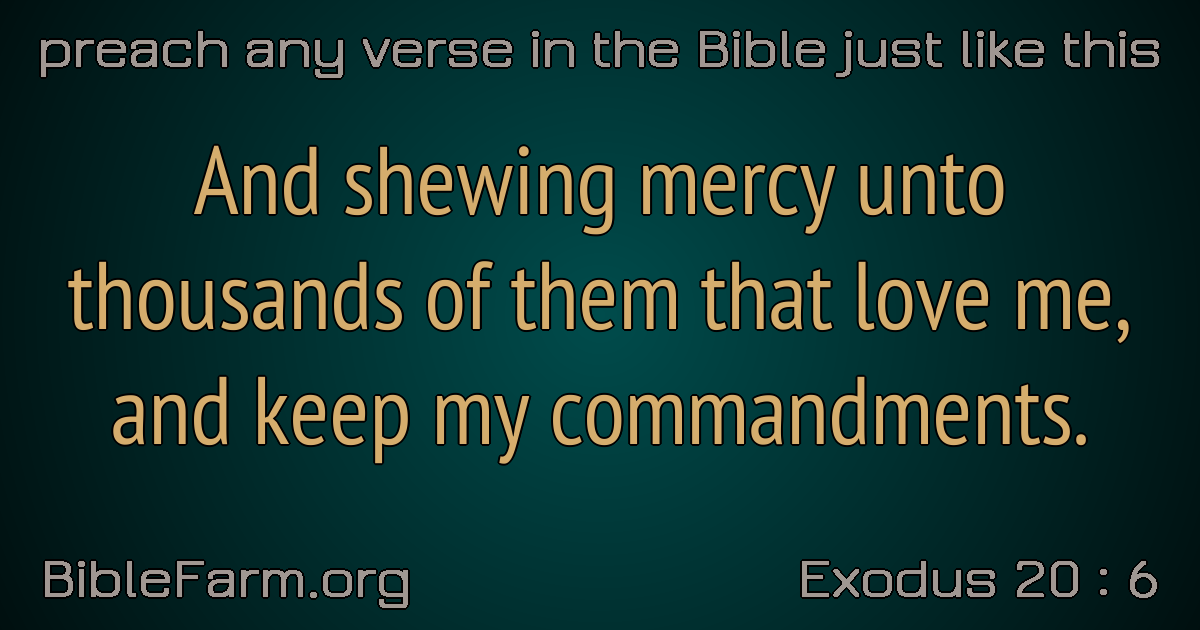 preach any verse in the Bible just like this
And shewing mercy unto
thousands of them that love me,
and keep my commandments.
BibleFarm.org
Exodus 20 : 6